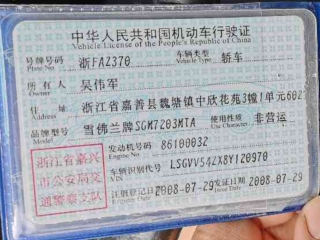 中华人民共和国机动车行驶证
Vehicle License of the People's Republic of China
号牌号码 浙FAZ370 车辆类型 轿车
Plate No. Vehicle Type
所有人 吴伟军
Owner
住址 浙江省嘉善县魏塘镇中欣花苑3幢1单元602
Address
品牌型号 雪佛兰牌SGM7203MTA 使用性质 非营运
Model Use Character
发动机号码 86100032
Engine No.
车辆识别代号 LSGVV54ZX8Y120970
VIN
注册登记日期 2008-07-29 发证日期 2008-07-29
Register Date Issue Date
浙江省嘉兴
市公安局交
通警察支队